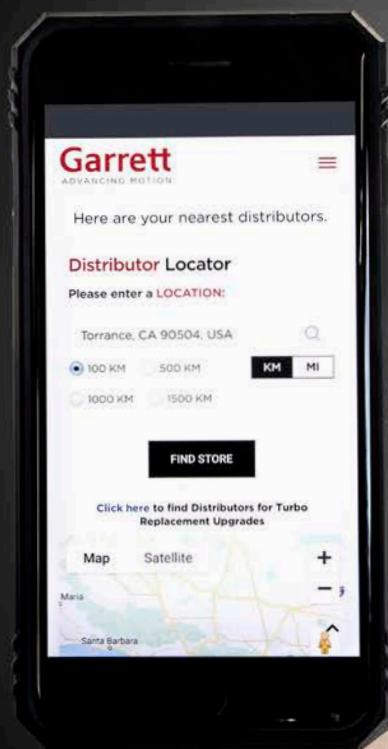 Garrett
ADVANCING MOTION
Here are your nearest distributors.
Distributor Locator
Please enter a LOCATION:
Torrance, CA 90504, USA
100 KM 500 KM KM MI
1000 KM 1500 KM
FIND STORE
Click here to find Distributors for Turbo
Replacement Upgrades
Map Satellite +
−
Maria
Santa Barbara